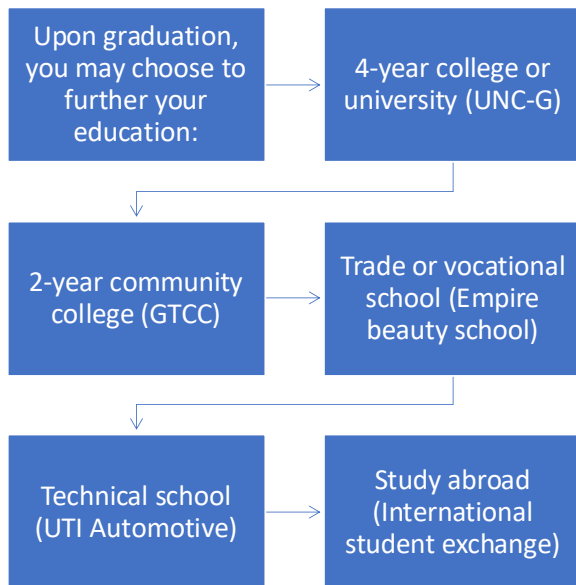 Upon graduation,
you may choose to
further your
education:
4-year college or
university (UNC-G)
2-year community
college (GTCC)
Trade or vocational
school (Empire
beauty school)
Technical school
(UTI Automotive)
Study abroad
(International
student exchange)